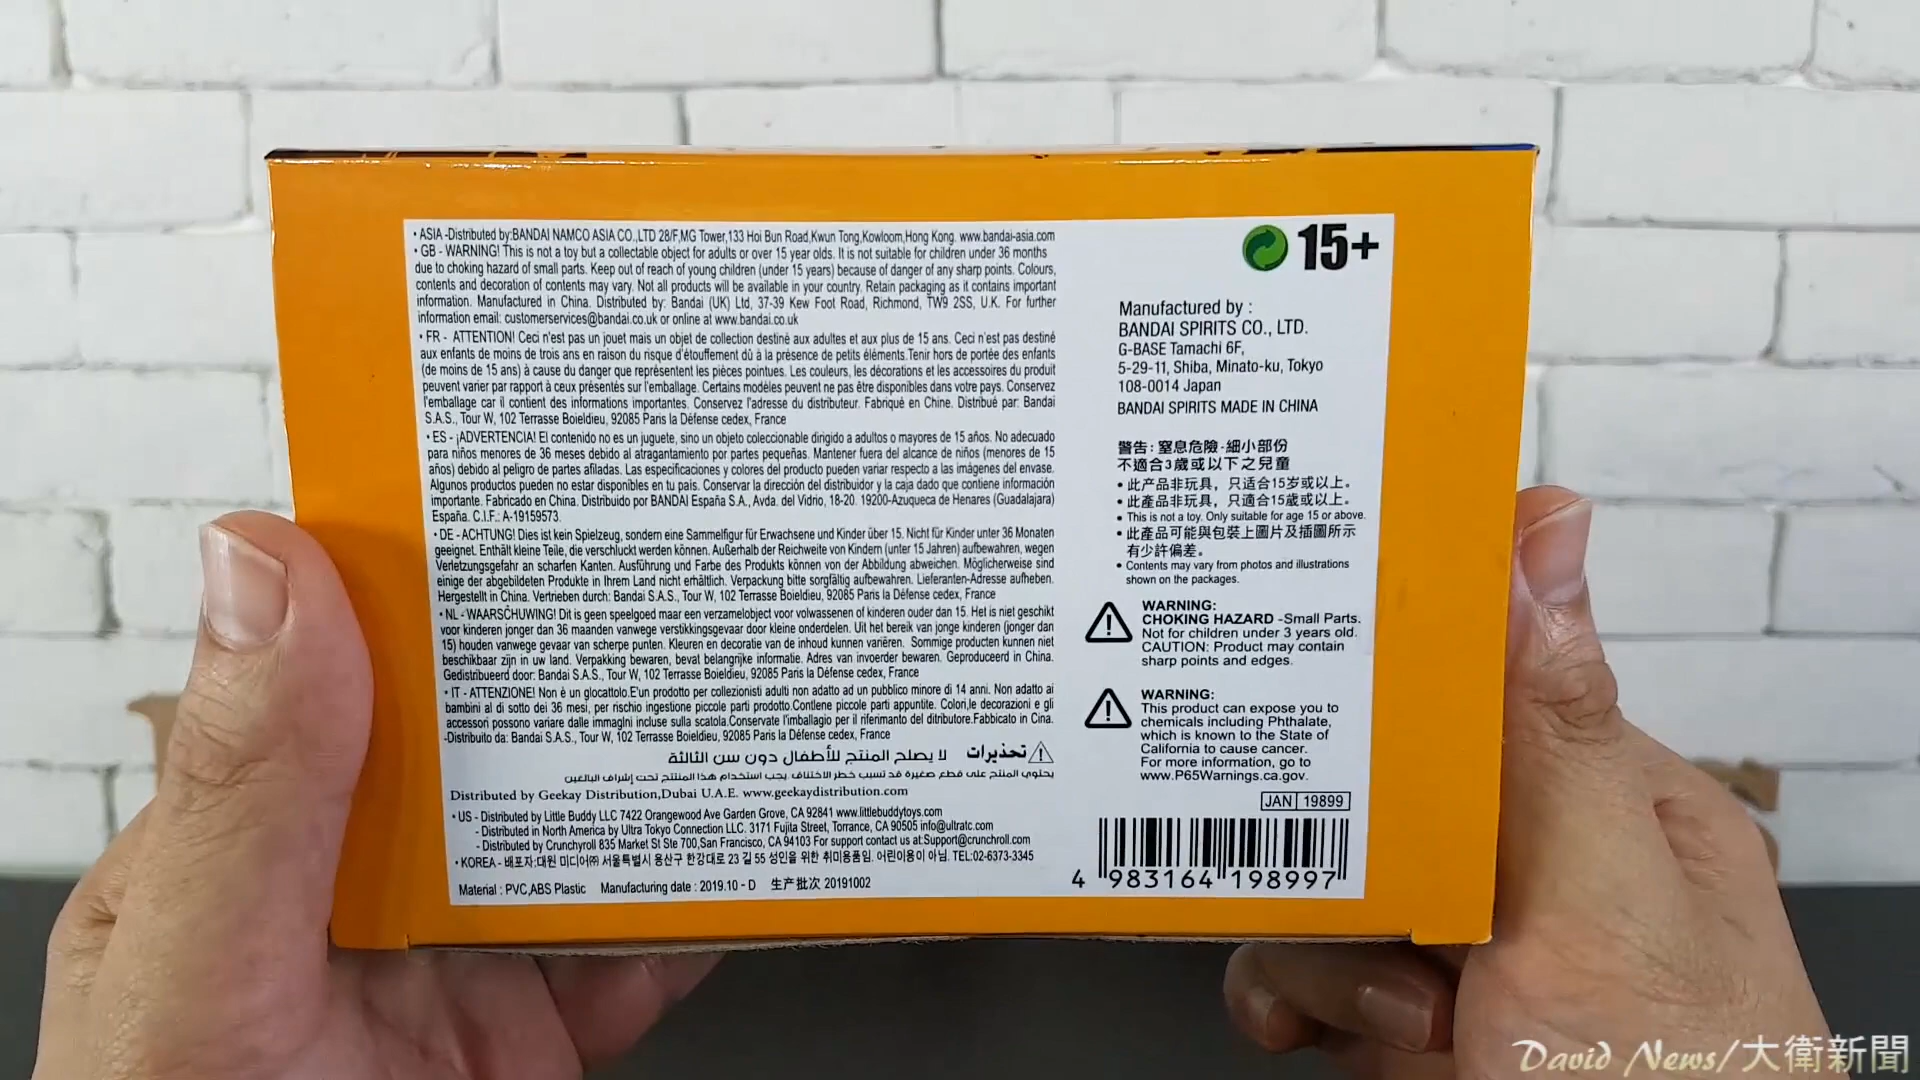 • ASIA -Distributed by:BANDAI NAMCO ASIA CO.,LTD 28/F,MG Tower,133 Hoi Bun Road,Kwun Tong,Kowloom,Hong Kong. www.bandai-asia.com
• GB - WARNING! This is not a toy but a collectable object for adults or over 15 year olds. It is not suitable for children under 36 months
due to choking hazard of small parts. Keep out of reach of young children (under 15 years) because of danger of any sharp points. Colours,
contents and decoration of contents may vary. Not all products will be available in your country. Retain packaging as it contains important
information. Manufactured in China. Distributed by: Bandai (UK) Ltd, 37-39 Kew Foot Road, Richmond, TW9 2SS, U.K. For further
information email: customerservices@bandai.co.uk or online at www.bandai.co.uk
• FR - ATTENTION! Ceci n'est pas un jouet mais un objet de collection destiné aux adultes et aux plus de 15 ans. Ceci n'est pas destiné
aux enfants de moins de trois ans en raison du risque d'étouffement dû à la présence de petits éléments.Tenir hors de portée des enfants
(de moins de 15 ans) à cause du danger que représentent les pièces pointues. Les couleurs, les décorations et les accessoires du produit
peuvent varier par rapport à ceux présentés sur l'emballage. Certains modèles peuvent ne pas être disponibles dans votre pays. Conservez
l'emballage car il contient des informations importantes. Conservez l'adresse du distributeur. Fabriqué en Chine. Distribué par: Bandai
S.A.S., Tour W, 102 Terrasse Boieldieu, 92085 Paris la Défense cedex, France
• ES - ¡ADVERTENCIA! El contenido no es un juguete, sino un objeto coleccionable dirigido a adultos o mayores de 15 años. No adecuado
para niños menores de 36 meses debido al atragantamiento por partes pequeñas. Mantener fuera del alcance de niños (menores de 15
años) debido al peligro de partes afiladas. Las especificaciones y colores del producto pueden variar respecto a las imágenes del envase.
Algunos productos pueden no estar disponibles en tu país. Conservar la dirección del distribuidor y la caja dado que contiene información
importante. Fabricado en China. Distribuido por BANDAI España S.A., Avda. del Vidrio, 18-20. 19200-Azuqueca de Henares (Guadalajara)
España. C.I.F.: A-19159573.
• DE - ACHTUNG! Dies ist kein Spielzeug, sondern eine Sammelfigur für Erwachsene und Kinder über 15. Nicht für Kinder unter 36 Monaten
geeignet. Enthält kleine Teile, die verschluckt werden können. Außerhalb der Reichweite von Kindern (unter 15 Jahren) aufbewahren, wegen
Verletzungsgefahr an scharfen Kanten. Ausführung und Farbe des Produkts können von der Abbildung abweichen. Möglicherweise sind
einige der abgebildeten Produkte in Ihrem Land nicht erhältlich. Verpackung bitte sorgfältig aufbewahren. Lieferanten-Adresse aufheben.
Hergestellt in China. Vertrieben durch: Bandai S.A.S., Tour W, 102 Terrasse Boieldieu, 92085 Paris la Défense cedex, France
• NL - WAARSCHUWING! Dit is geen speelgoed maar een verzamelobject voor volwassenen of kinderen ouder dan 15. Het is niet geschikt
voor kinderen jonger dan 36 maanden vanwege verstikkingsgevaar door kleine onderdelen. Uit het bereik van jonge kinderen (jonger dan
15) houden vanwege gevaar van scherpe punten. Kleuren en decoratie van de inhoud kunnen variëren. Sommige producten kunnen niet
beschikbaar zijn in uw land. Verpakking bewaren, bevat belangrijke informatie. Adres van invoerder bewaren. Geproduceerd in China.
Gedistribueerd door: Bandai S.A.S., Tour W, 102 Terrasse Boieldieu, 92085 Paris la Défense cedex, France
• IT - ATTENZIONE! Non è un glocattolo.E'un prodotto per collezionisti adulti non adatto ad un pubblico minore di 14 anni. Non adatto ai
bambini al di sotto dei 36 mesi, per rischio ingestione piccole parti prodotto.Contlene piccole parti appuntite. Colori,le decorazioni e gli
accessori possono variare dalle immagini incluse sulla scatola.Conservate l'imballagio per il riferimanto del ditributore.Fabbicato in Cina.
-Distribuito da: Bandai S.A.S., Tour W, 102 Terrasse Boieldieu, 92085 Paris la Défense cedex, France
تحذيرات لا يصلح المنتج للأطفال دون سن الثالثة
يحتوي المنتج على قطع صغيرة قد تسبب خطر الاختناق يجب استخدام هذا المنتج تحت إشراف البالغين
Distributed by Geekay Distribution,Dubai U.A.E. www.geekaydistribution.com
• US - Distributed by Little Buddy LLC 7422 Orangewood Ave Garden Grove, CA 92841 www.littlebuddytoys.com
- Distributed in North America by Ultra Tokyo Connection LLC. 3171 Fujita Street, Torrance, CA 90505 info@ultratc.com
- Distributed by Crunchyroll 835 Market St Ste 700,San Francisco, CA 94103 For support contact us at:Support@crunchroll.com
• KOREA - 배포자:대원 미디어㈜ 서울특별시 용산구 한강대로 23 길 55 성인을 위한 취미용품임. 어린이용이 아님. TEL:02-6373-3345
Material : PVC,ABS Plastic Manufacturing date : 2019.10 - D 生产批次 20191002
15+
Manufactured by :
BANDAI SPIRITS CO., LTD.
G-BASE Tamachi 6F,
5-29-11, Shiba, Minato-ku, Tokyo
108-0014 Japan
BANDAI SPIRITS MADE IN CHINA
警告: 窒息危險-細小部份
不適合3歲或以下之兒童
• 此产品非玩具，只适合15岁或以上。
• 此產品非玩具，只適合15歲或以上。
• This is not a toy. Only suitable for age 15 or above.
• 此產品可能與包裝上圖片及插圖所示
有少許偏差。
• Contents may vary from photos and illustrations
shown on the packages.
WARNING:
CHOKING HAZARD -Small Parts.
Not for children under 3 years old.
CAUTION: Product may contain
sharp points and edges.
WARNING:
This product can expose you to
chemicals including Phthalate,
which is known to the State of
California to cause cancer.
For more information, go to
www.P65Warnings.ca.gov.
JAN 19899
4 983164 198997
David News/大衛新聞